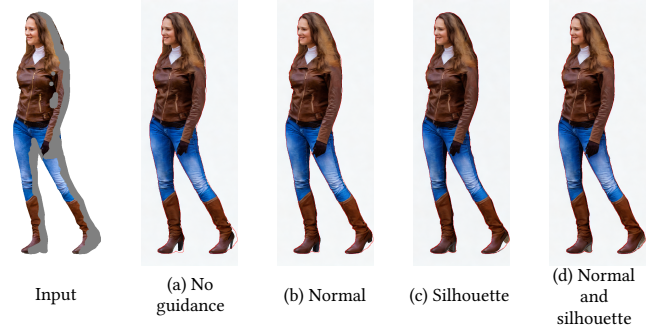 Input
(a) No
guidance
(b) Normal
(c) Silhouette
(d) Normal
and
silhouette